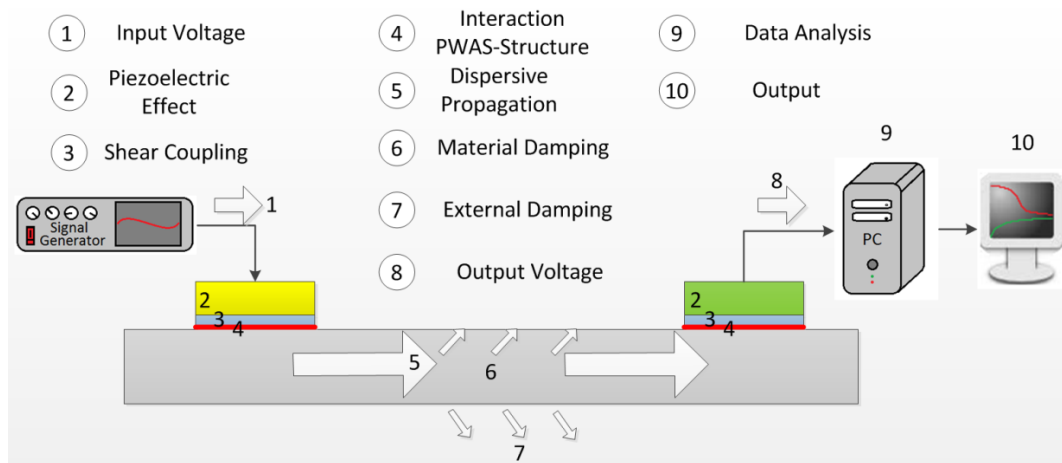 1 Input Voltage
2 Piezoelectric
Effect
3 Shear Coupling
4 Interaction
PWAS-Structure
5 Dispersive
Propagation
6 Material Damping
7 External Damping
8 Output Voltage
9 Data Analysis
10 Output
Signal
Generator
1
2
3
4
5
6
7
2
3
4
8
9
PC
10